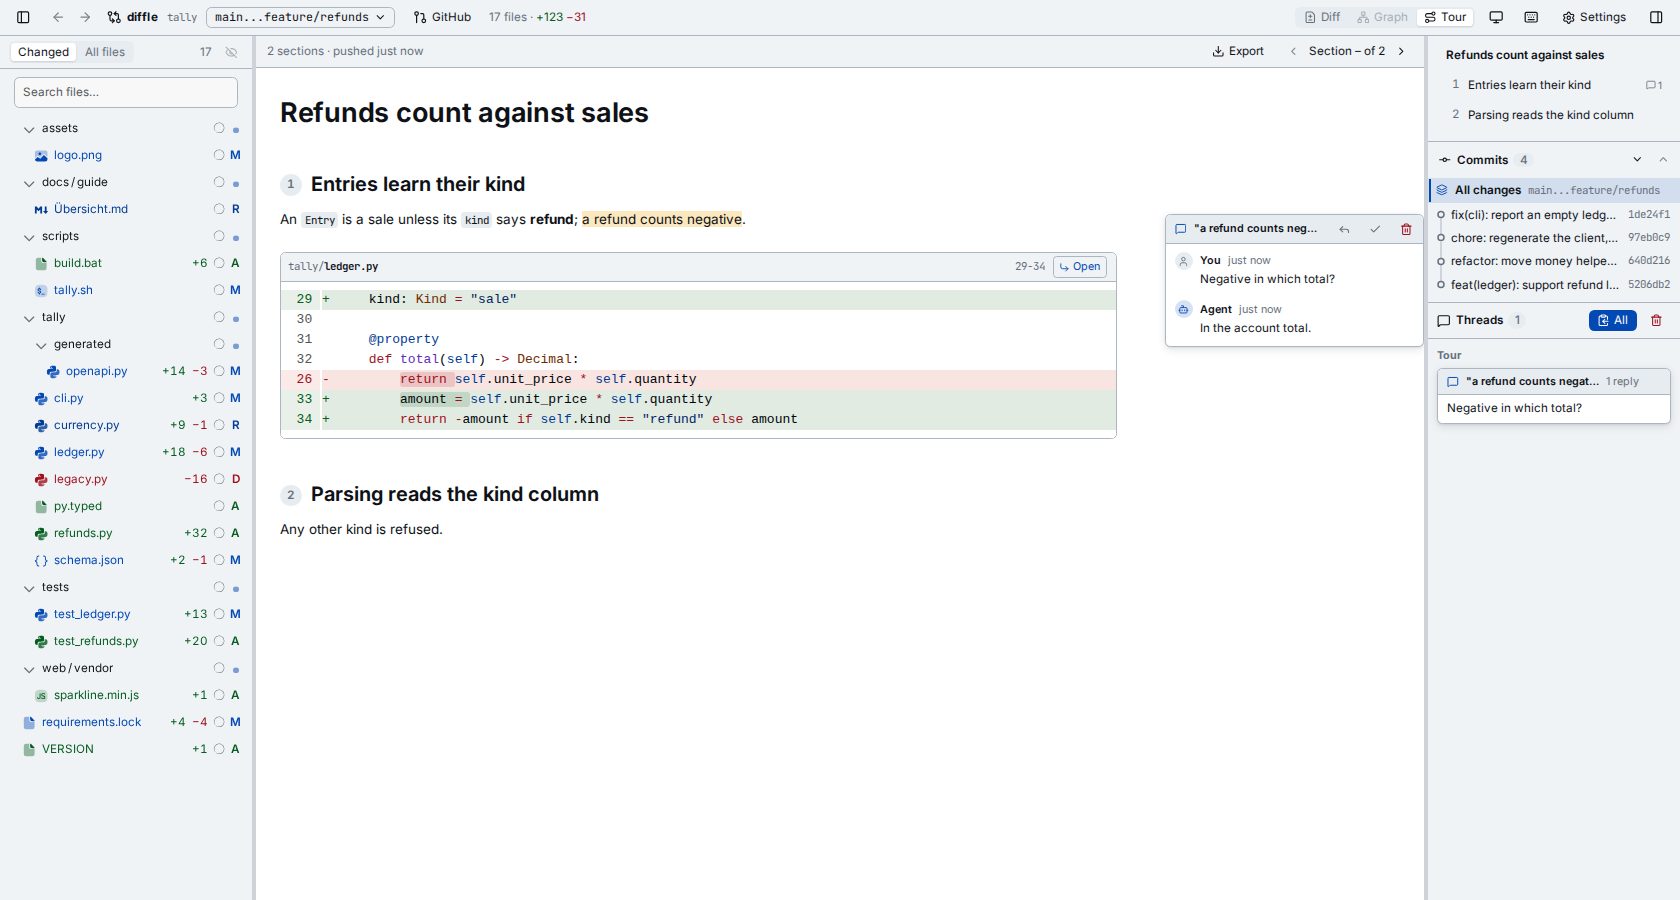 diffle tally main...feature/refunds GitHub 17 files · +123 −31 Diff Graph Tour Settings
Changed All files 17
Search files...
assets
logo.png M
docs / guide
Übersicht.md R
scripts
build.bat +6 A
tally.sh M
tally
generated
openapi.py +14 −3 M
cli.py +3 M
currency.py +9 −1 R
ledger.py +18 −6 M
legacy.py −16 D
py.typed A
refunds.py +32 A
schema.json +2 −1 M
tests
test_ledger.py +13 M
test_refunds.py +20 A
web / vendor
sparkline.min.js +1 A
requirements.lock +4 −4 M
VERSION +1 A
2 sections · pushed just now Export Section – of 2
Refunds count against sales
1 Entries learn their kind
An Entry is a sale unless its kind says refund; a refund counts negative.
tally/ledger.py 29-34 Open
29 + kind: Kind = "sale"
30
31 @property
32 def total(self) -> Decimal:
26 - return self.unit_price * self.quantity
33 + amount = self.unit_price * self.quantity
34 + return -amount if self.kind == "refund" else amount
2 Parsing reads the kind column
Any other kind is refused.
"a refund counts neg...
You just now
Negative in which total?
Agent just now
In the account total.
Refunds count against sales
1 Entries learn their kind 1
2 Parsing reads the kind column
Commits 4
All changes main...feature/refunds
fix(cli): report an empty ledg... 1de24f1
chore: regenerate the client,... 97eb0c9
refactor: move money helpe... 640d216
feat(ledger): support refund l... 5206db2
Threads 1 All
Tour
"a refund counts negat... 1 reply
Negative in which total?